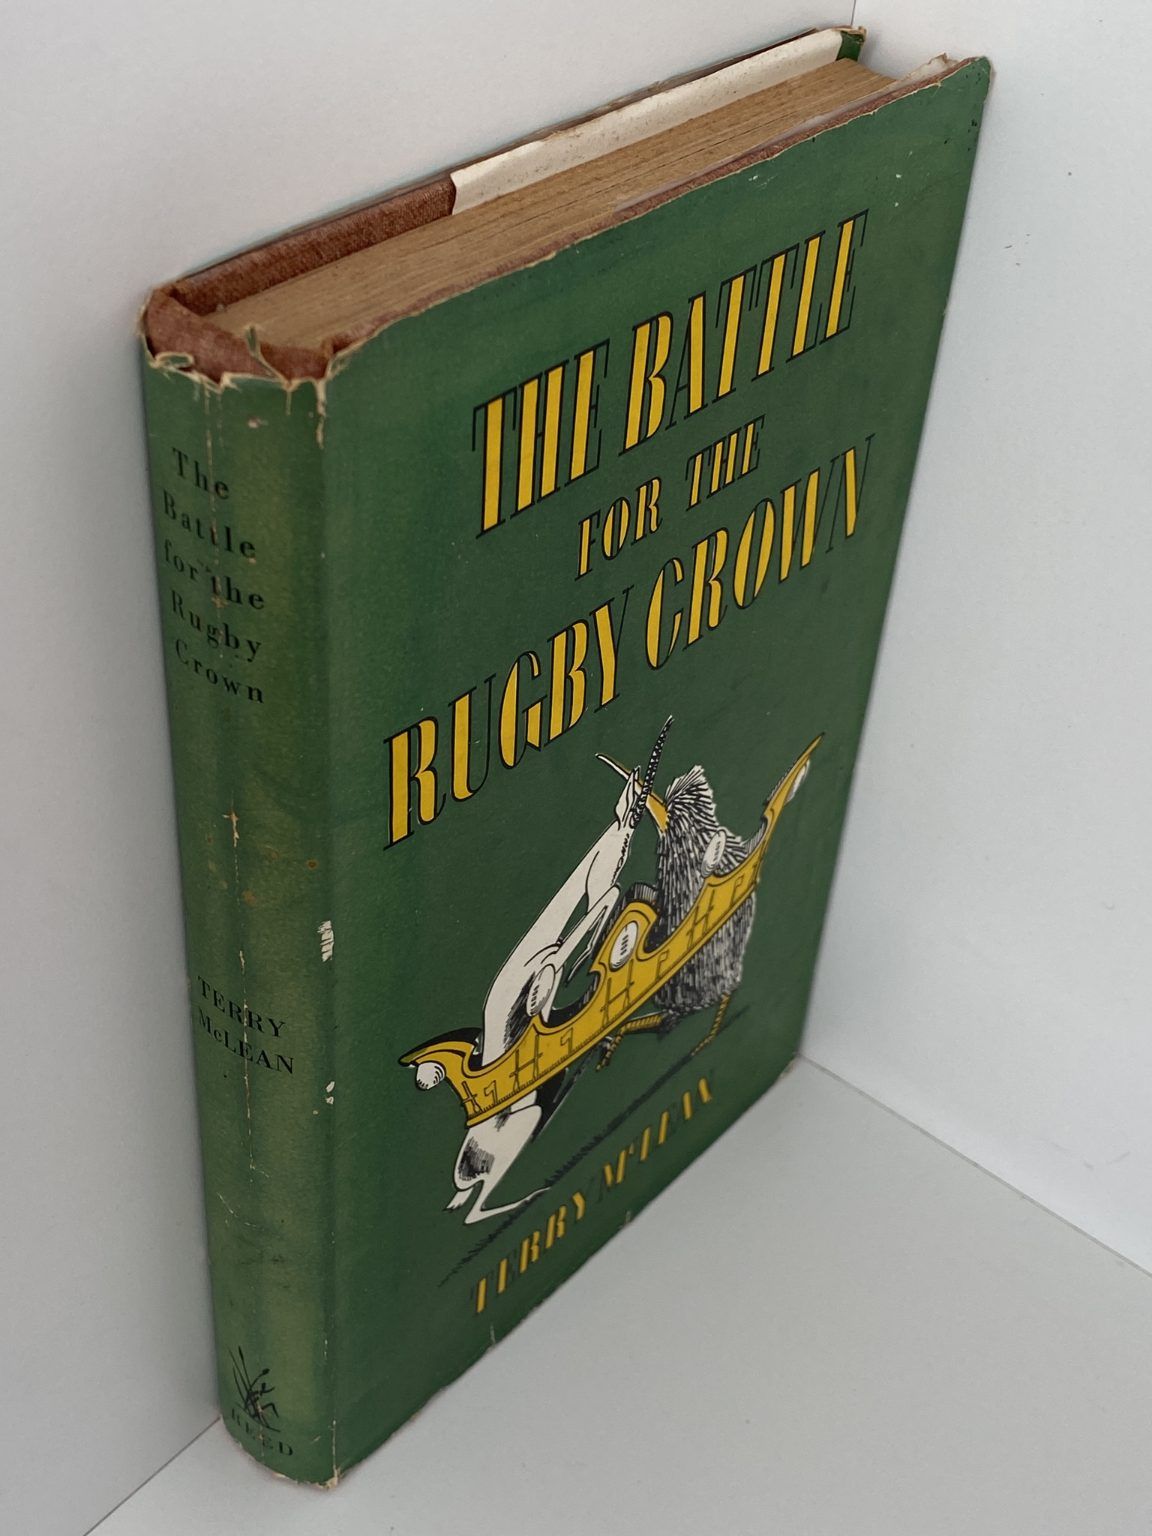 THE BATTLE
FOR THE
RUGBY CROWN
TERRY McLEAN
The
Battle
for the
Rugby
Crown
TERRY
McLEAN
REED